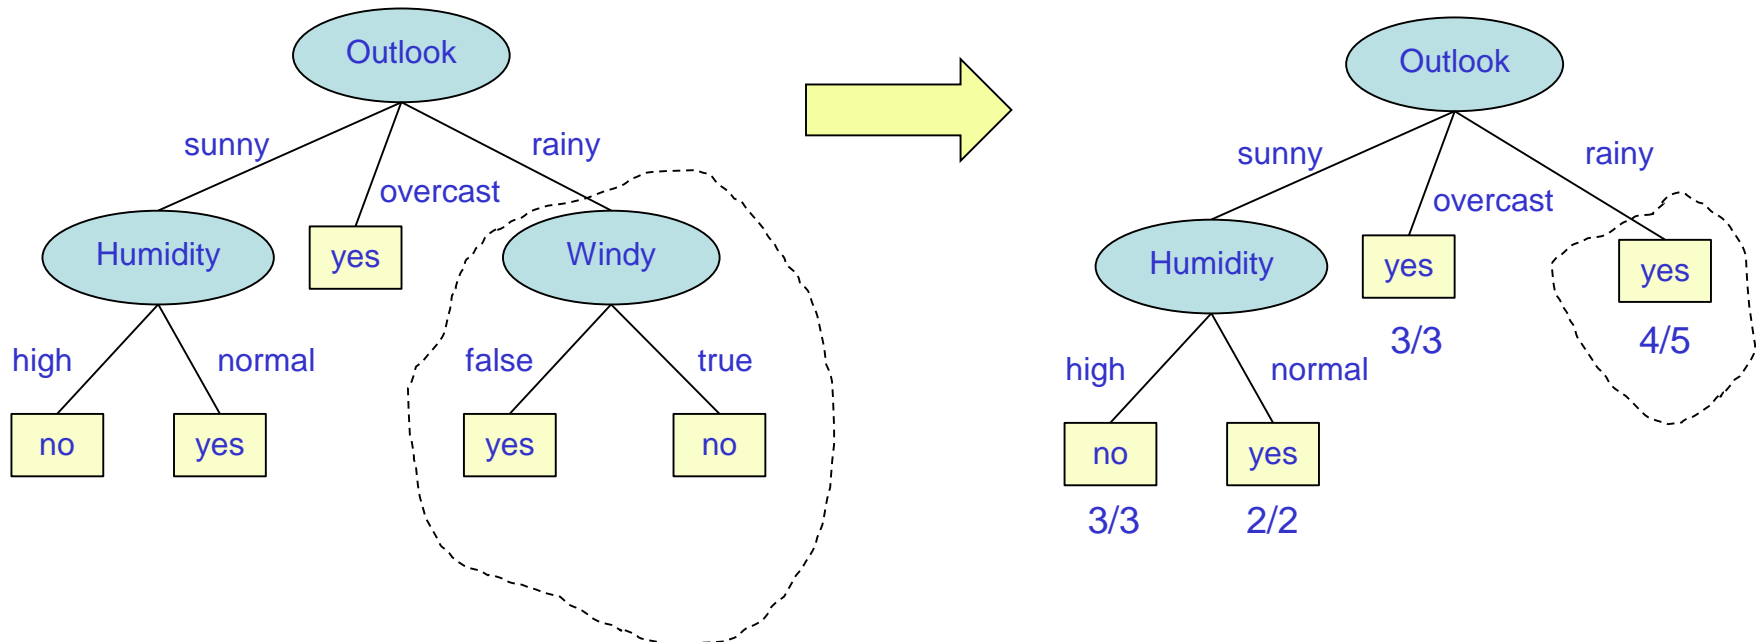 Outlook
sunny
rainy
overcast
Humidity
yes
Windy
high
normal
false
true
no
yes
yes
no
Outlook
sunny
rainy
overcast
Humidity
yes
yes
3/3
4/5
high
normal
no
yes
3/3
2/2